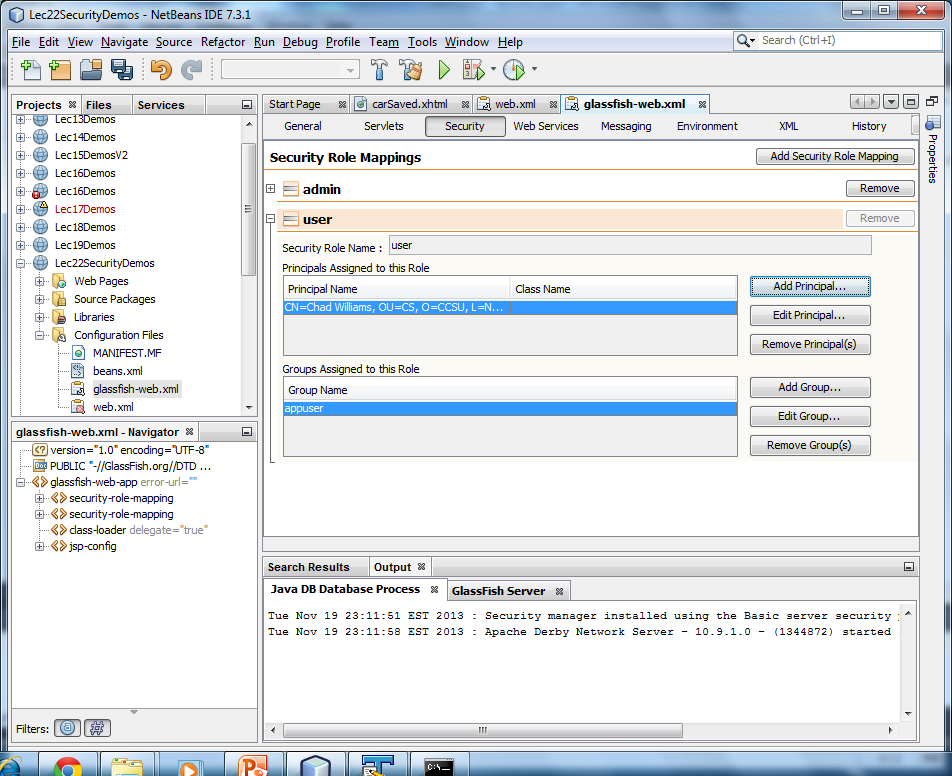 Lec22SecurityDemos - NetBeans IDE 7.3.1
File Edit View Navigate Source Refactor Run Debug Profile Team Tools Window Help
Search (Ctrl+I)
Projects Files Services
Lec13Demos
Lec14Demos
Lec15DemosV2
Lec16Demos
Lec16Demos
Lec17Demos
Lec18Demos
Lec19Demos
Lec22SecurityDemos
Web Pages
Source Packages
Libraries
Configuration Files
MANIFEST.MF
beans.xml
glassfish-web.xml
web.xml
glassfish-web.xml - Navigator
version="1.0" encoding="UTF-8"
PUBLIC "-//GlassFish.org//DTD ...
glassfish-web-app error-url=""
security-role-mapping
security-role-mapping
class-loader delegate="true"
jsp-config
Filters:
Start Page carSaved.xhtml web.xml glassfish-web.xml
General Servlets Security Web Services Messaging Environment XML History
Security Role Mappings Add Security Role Mapping
admin Remove
user Remove
Security Role Name : user
Principals Assigned to this Role
Principal Name Class Name
CN=Chad Williams, OU=CS, O=CCSU, L=N...
Add Principal...
Edit Principal...
Remove Principal(s)
Groups Assigned to this Role
Group Name
appuser
Add Group...
Edit Group...
Remove Group(s)
Properties
Search Results Output
Java DB Database Process GlassFish Server
Tue Nov 19 23:11:51 EST 2013 : Security manager installed using the Basic server security
Tue Nov 19 23:11:58 EST 2013 : Apache Derby Network Server - 10.9.1.0 - (1344872) started